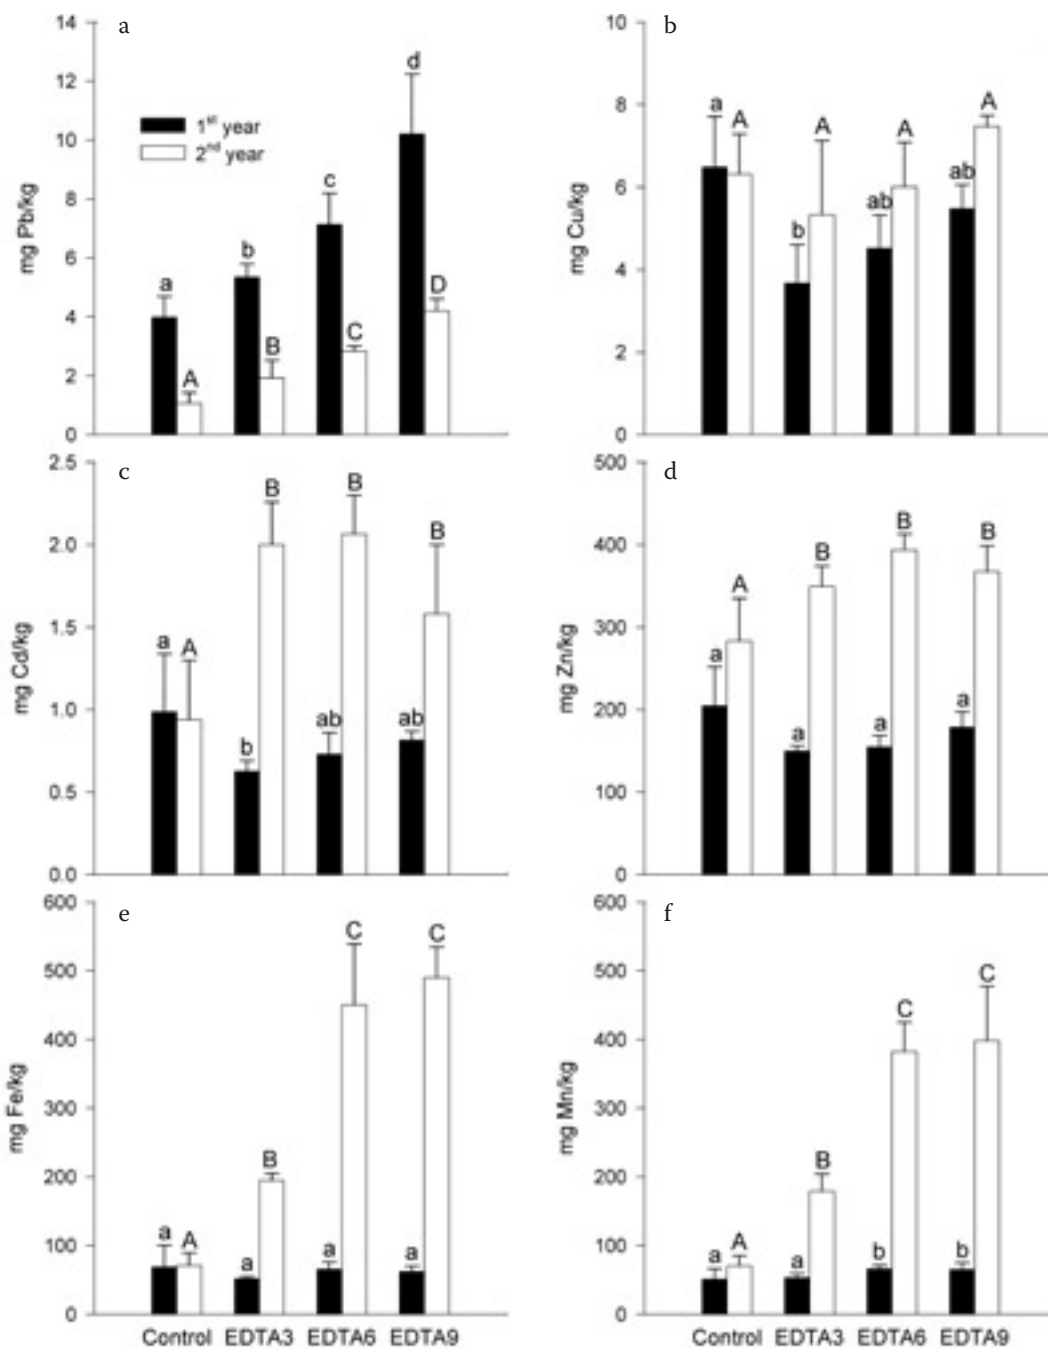 a
14
12
10
8
6
4
2
0
mg Pb/kg
1st year
2nd year
a
A
b
B
c
C
d
D
b
10
8
6
4
2
0
mg Cu/kg
a
A
b
A
ab
A
ab
A
c
2.5
2.0
1.5
1.0
0.5
0.0
mg Cd/kg
a
A
b
B
ab
B
ab
B
d
500
400
300
200
100
0
mg Zn/kg
a
A
a
B
a
B
a
B
e
600
500
400
300
200
100
0
mg Fe/kg
a
A
a
B
a
C
a
C
Control EDTA3 EDTA6 EDTA9
f
600
500
400
300
200
100
0
mg Mn/kg
a
A
a
B
b
C
b
C
Control EDTA3 EDTA6 EDTA9